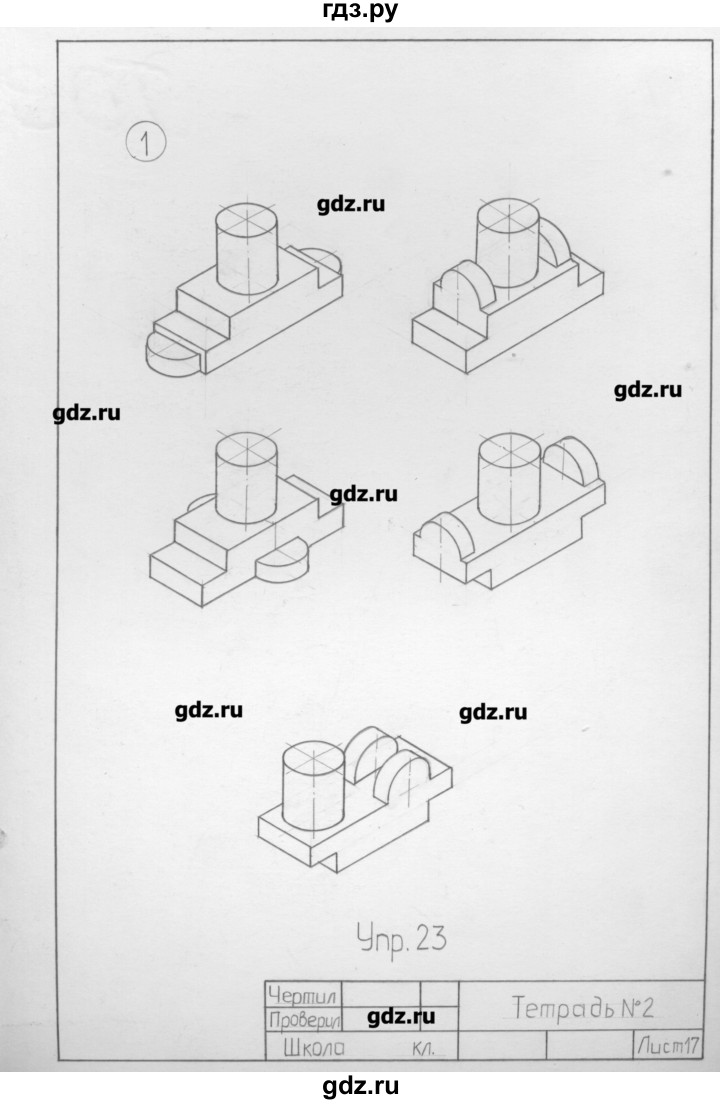 гдз.ру
1
gdz.ru
gdz.ru
gdz.ru
gdz.ru
gdz.ru
gdz.ru
Упр. 23
Чертил
Проверил gdz.ru Тетрадь №2
Школа кл. Лист17
gdz.ru